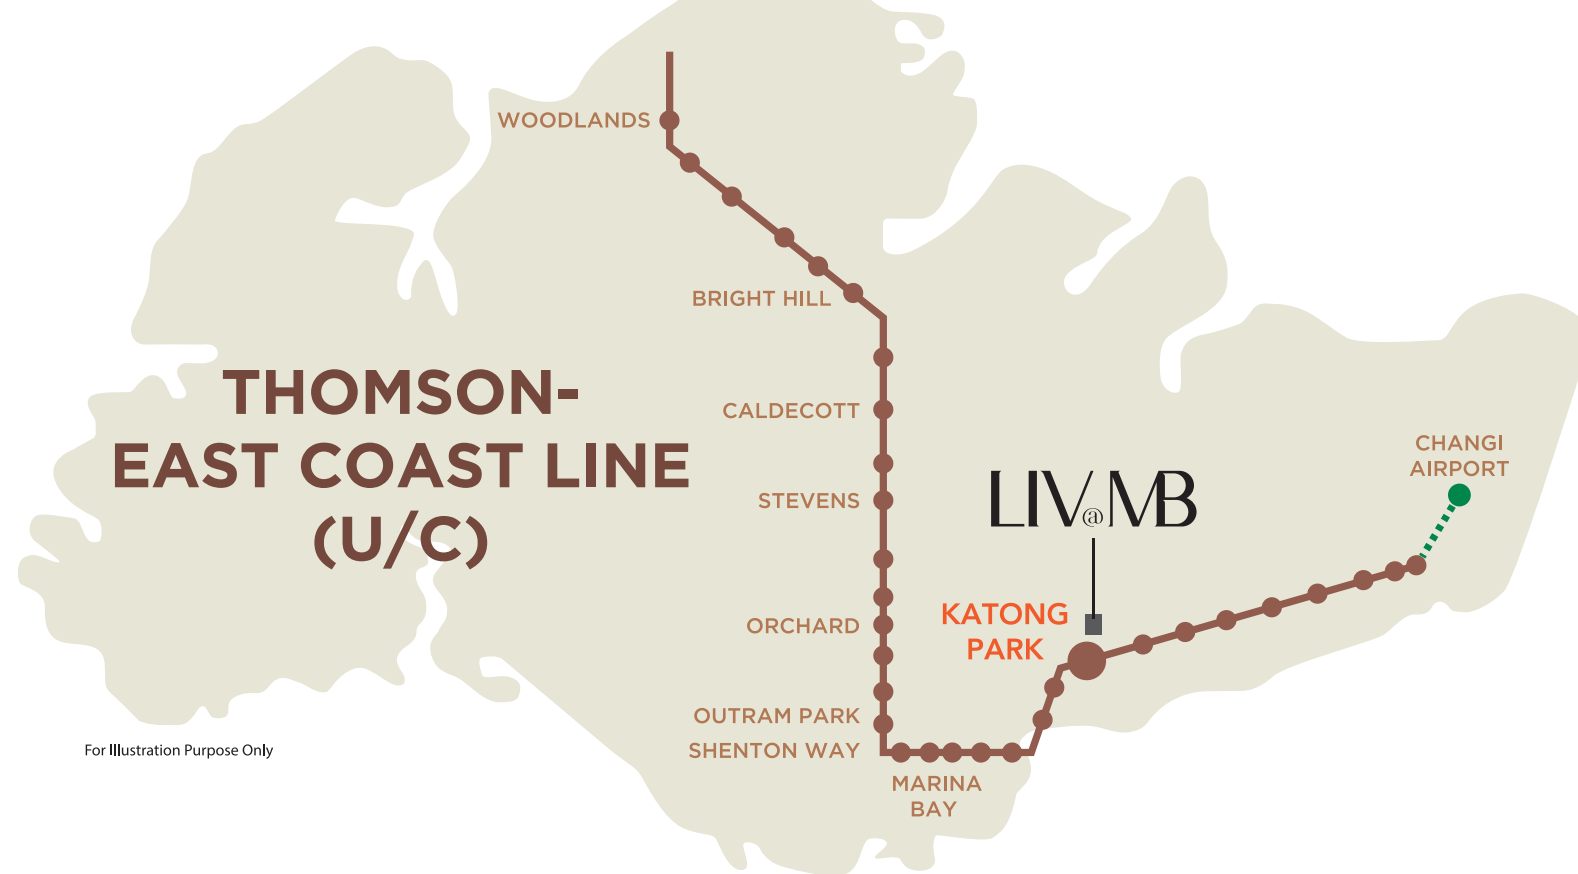 WOODLANDS
BRIGHT HILL
THOMSON-
EAST COAST LINE
(U/C)
CALDECOTT
STEVENS
LIV@MB
CHANGI
AIRPORT
KATONG
PARK
ORCHARD
OUTRAM PARK
SHENTON WAY
MARINA
BAY
For Illustration Purpose Only